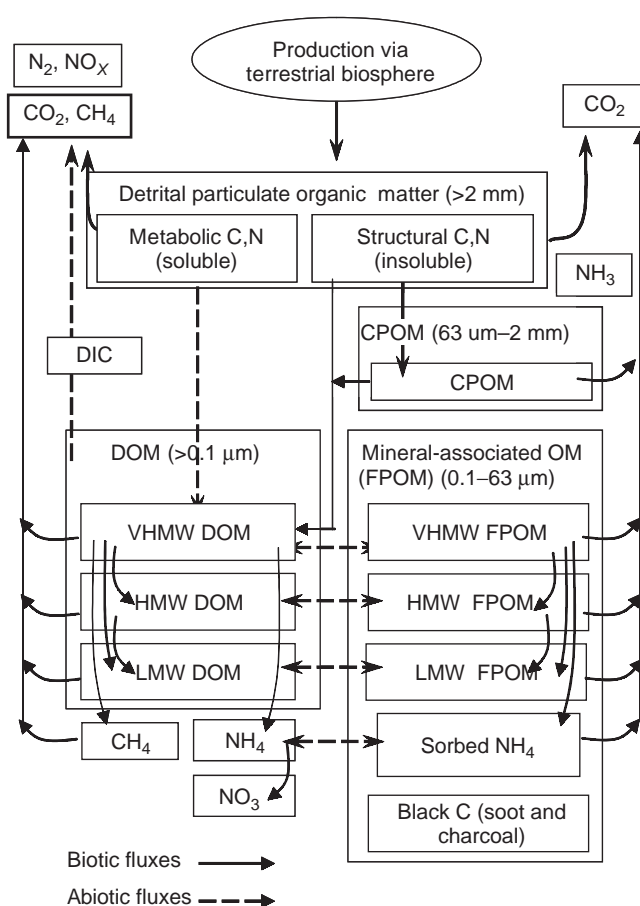 Production via
terrestrial biosphere
N₂, NOₓ
CO₂, CH₄
CO₂
Detrital particulate organic matter (>2 mm)
Metabolic C,N
(soluble)
Structural C,N
(insoluble)
NH₃
CPOM (63 um–2 mm)
CPOM
DIC
DOM (>0.1 μm)
VHMW DOM
HMW DOM
LMW DOM
CH₄
NH₄
NO₃
Mineral-associated OM
(FPOM) (0.1–63 μm)
VHMW FPOM
HMW FPOM
LMW FPOM
Sorbed NH₄
Black C (soot and
charcoal)
Biotic fluxes
Abiotic fluxes